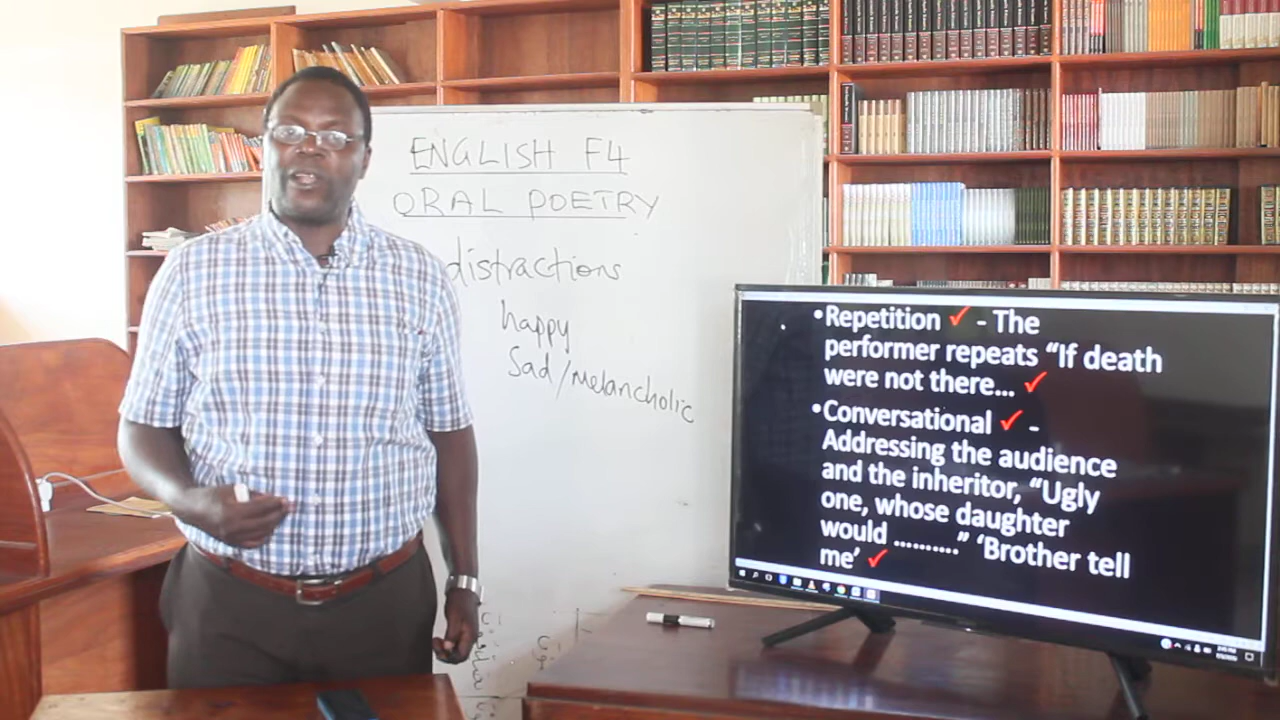 ENGLISH F4
ORAL POETRY
distractions
happy
Sad/Melancholic
•Repetition ✓ - The
performer repeats “If death
were not there... ✓
•Conversational ✓ -
Addressing the audience
and the inheritor, “Ugly
one, whose daughter
would ..........” ‘Brother tell
me’ ✓